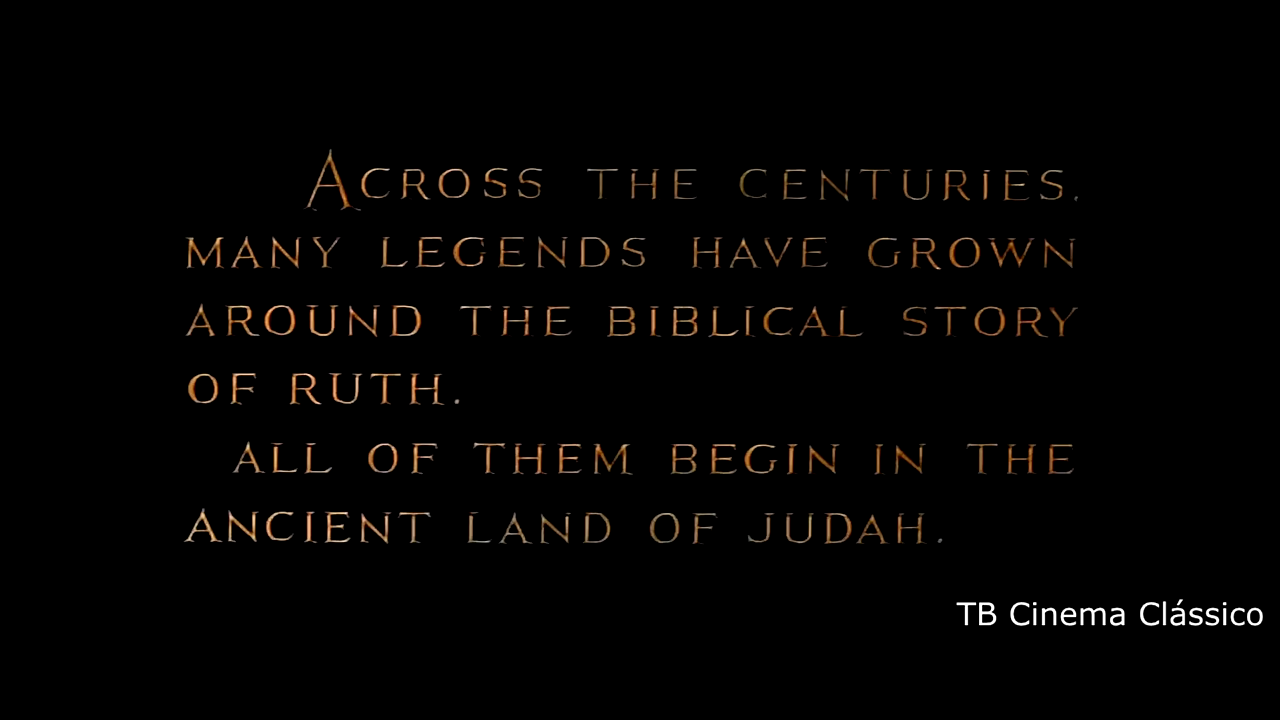 ACROSS THE CENTURIES,
MANY LEGENDS HAVE GROWN
AROUND THE BIBLICAL STORY
OF RUTH.
ALL OF THEM BEGIN IN THE
ANCIENT LAND OF JUDAH.
TB Cinema Clássico